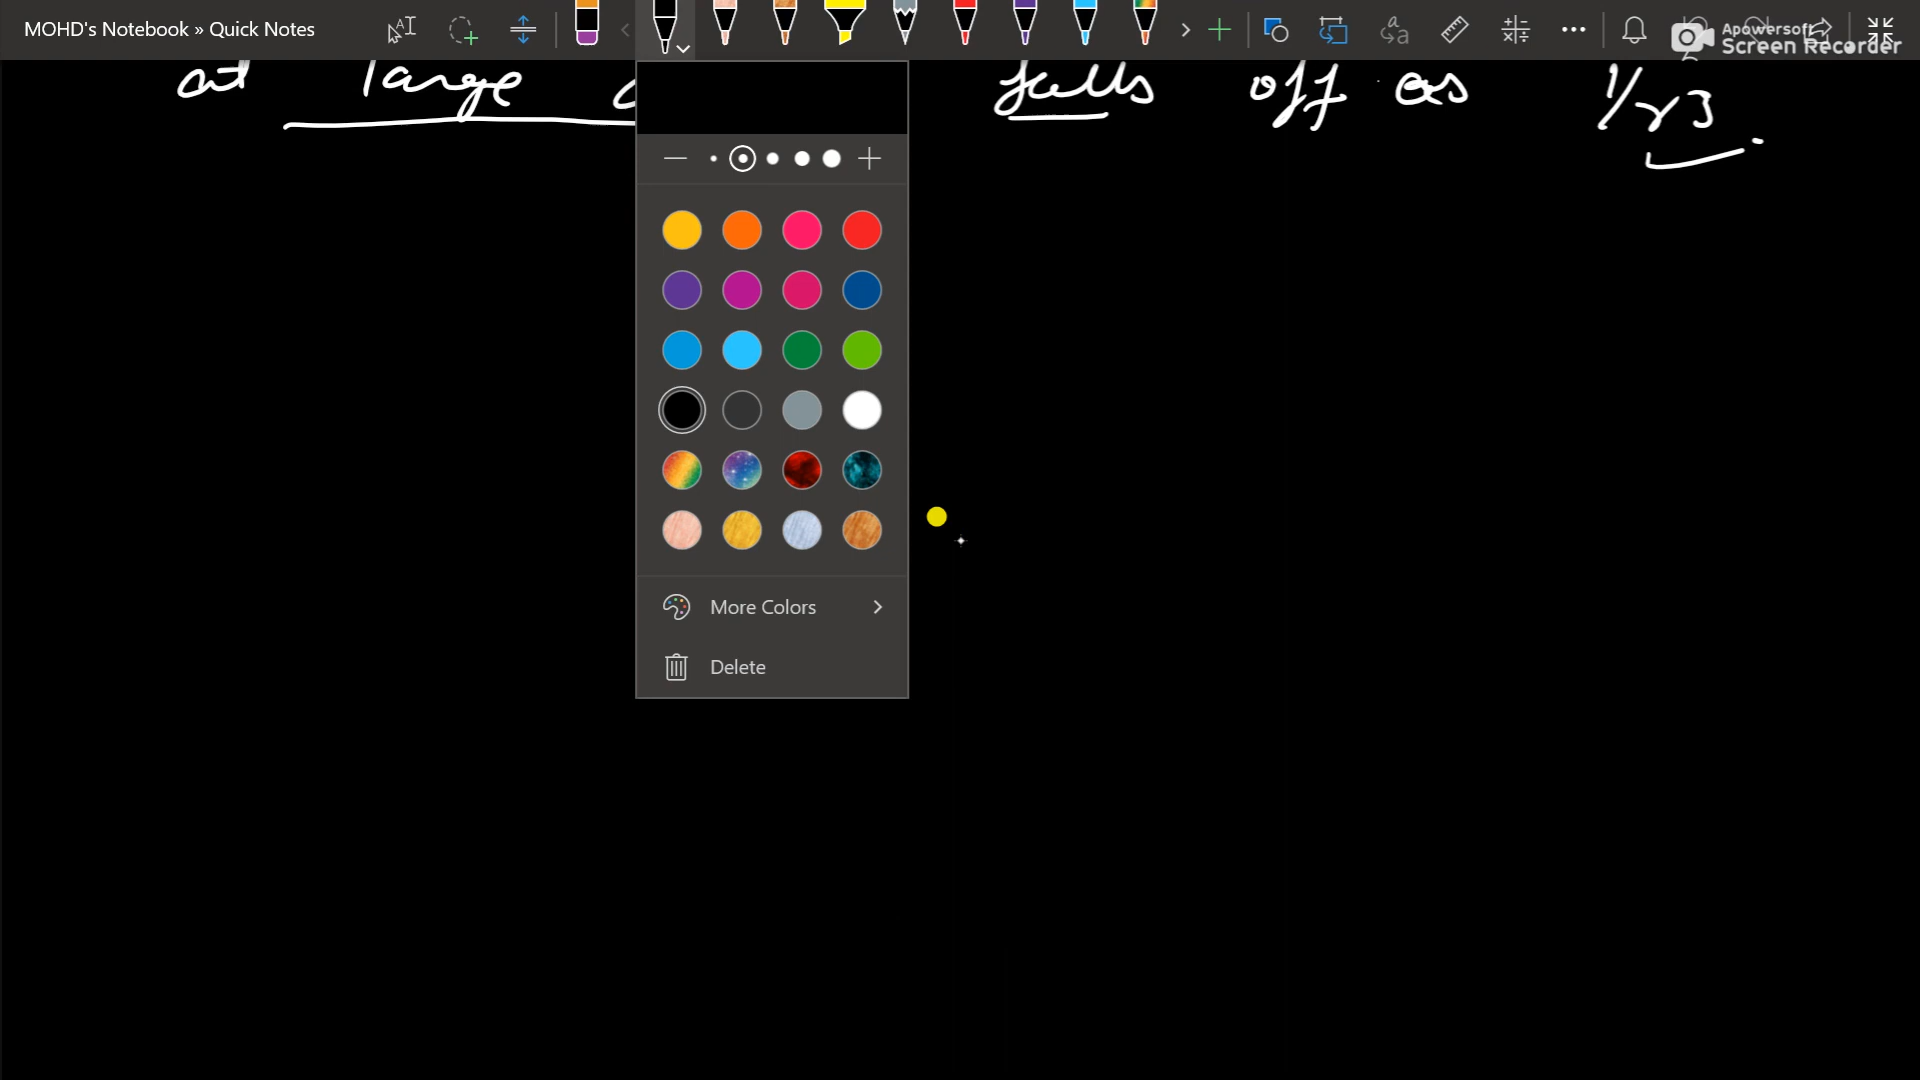 MOHD's Notebook » Quick Notes
Apowersoft
Screen Recorder
at large falls off as 1/r3.
More Colors
Delete